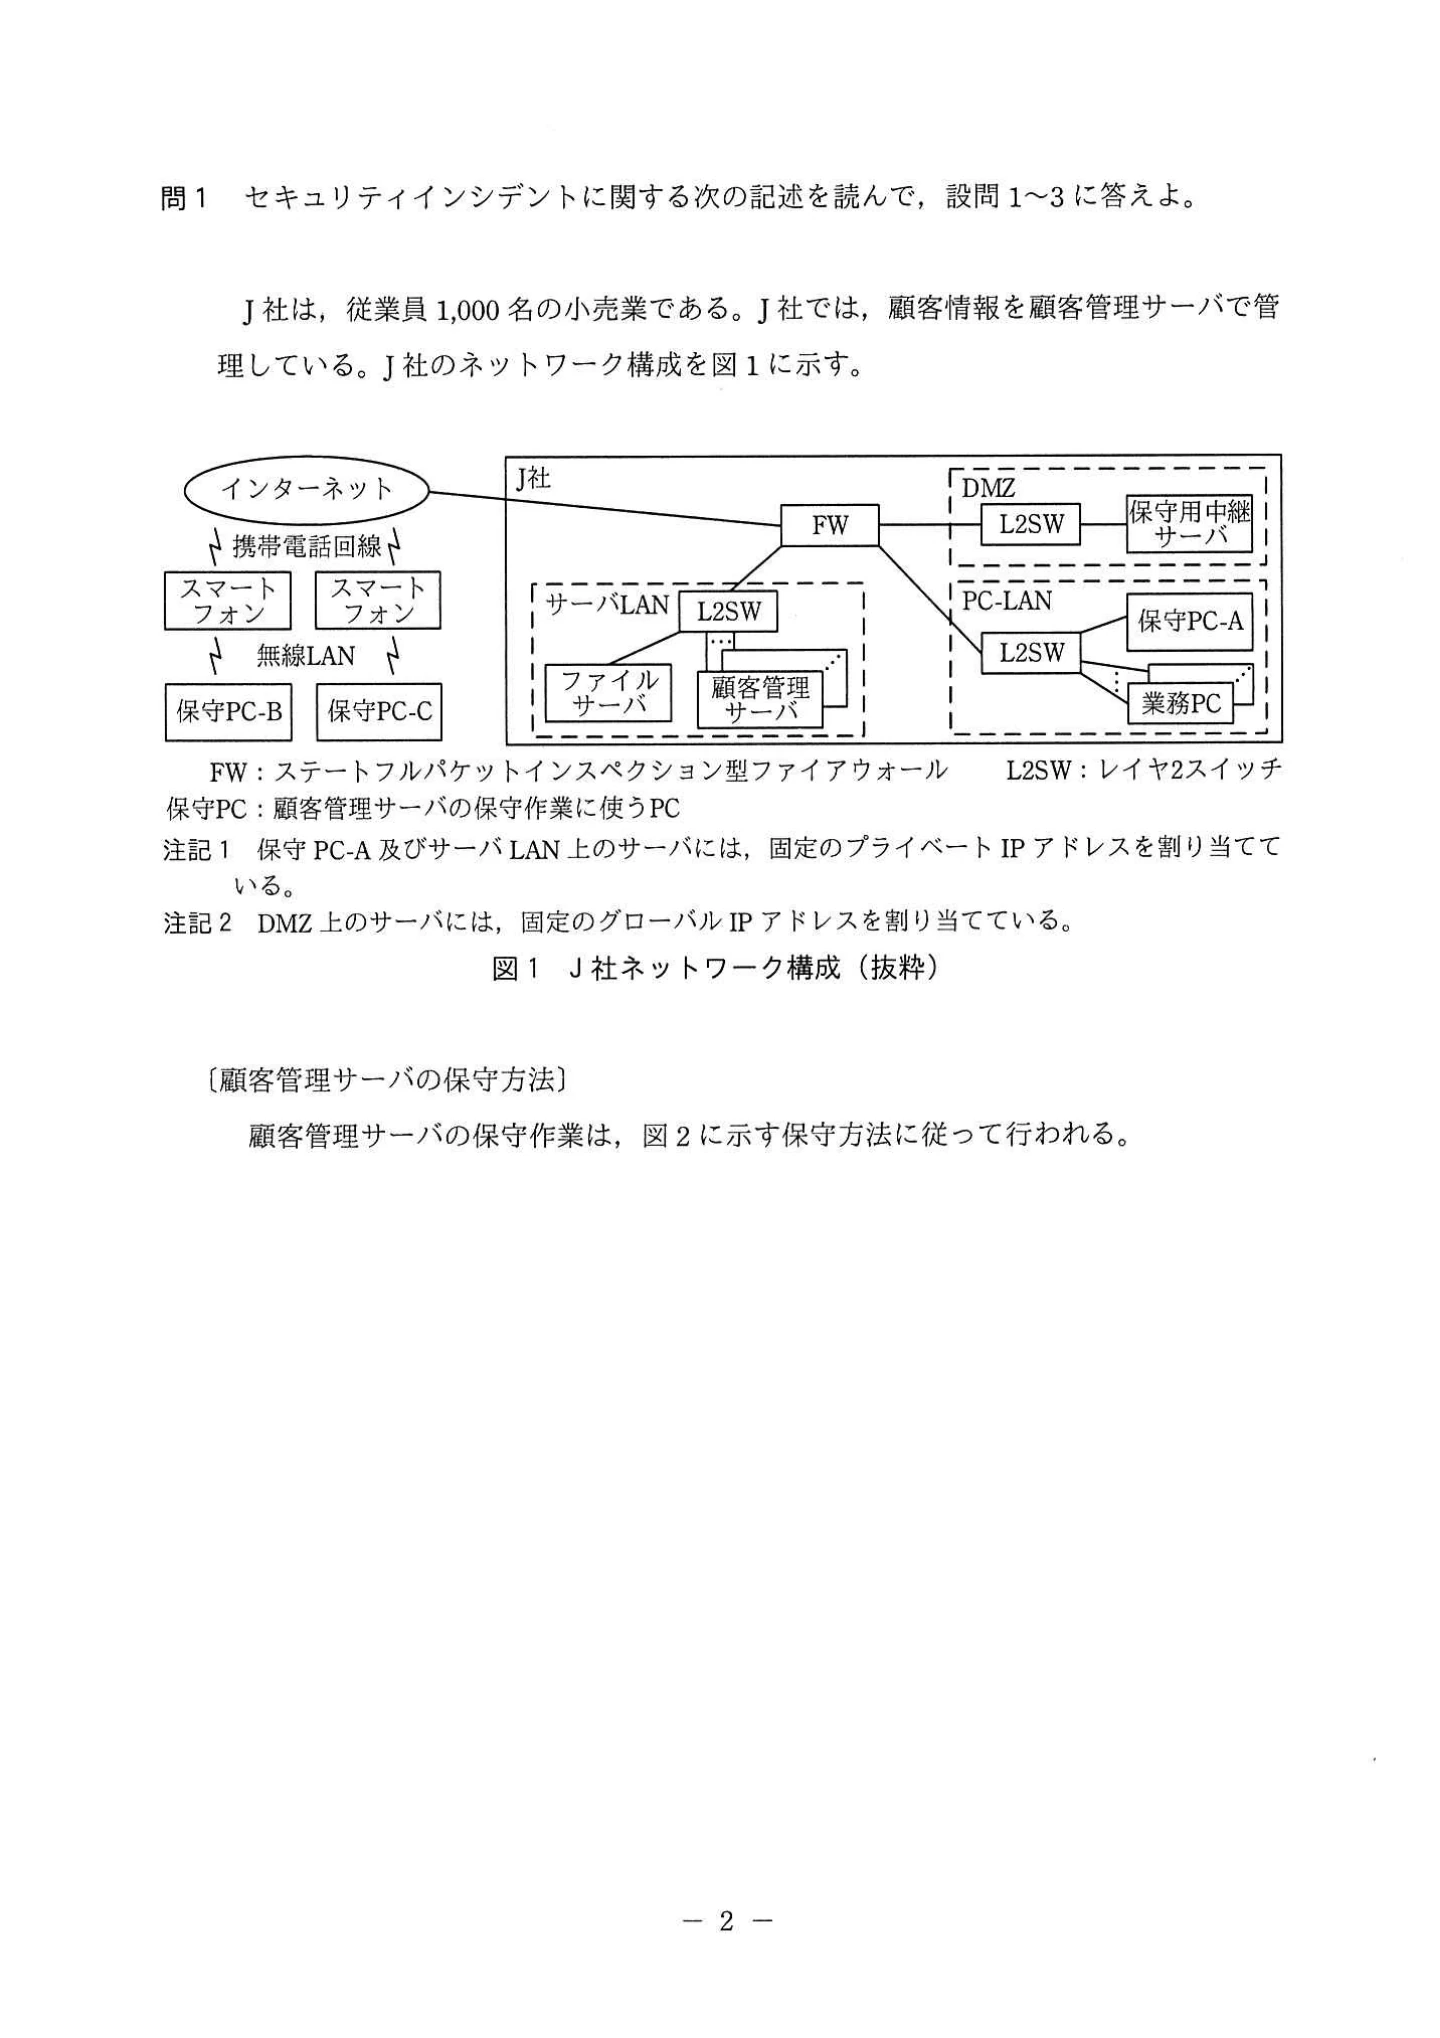 問1　セキュリティインシデントに関する次の記述を読んで，設問1～3に答えよ。
J社は，従業員1,000名の小売業である。J社では，顧客情報を顧客管理サーバで管
理している。J社のネットワーク構成を図1に示す。
インターネット
携帯電話回線
スマート
フォン
スマート
フォン
無線LAN
保守PC-B
保守PC-C
J社
FW
DMZ
L2SW
保守用中継
サーバ
サーバLAN
L2SW
ファイル
サーバ
…
顧客管理
サーバ
PC-LAN
L2SW
保守PC-A
業務PC
FW：ステートフルパケットインスペクション型ファイアウォール　　L2SW：レイヤ2スイッチ
保守PC：顧客管理サーバの保守作業に使うPC
注記1　保守PC-A及びサーバLAN上のサーバには，固定のプライベートIPアドレスを割り当てて
いる。
注記2　DMZ上のサーバには，固定のグローバルIPアドレスを割り当てている。
図1　J社ネットワーク構成（抜粋）
〔顧客管理サーバの保守方法〕
顧客管理サーバの保守作業は，図2に示す保守方法に従って行われる。
－ 2 －